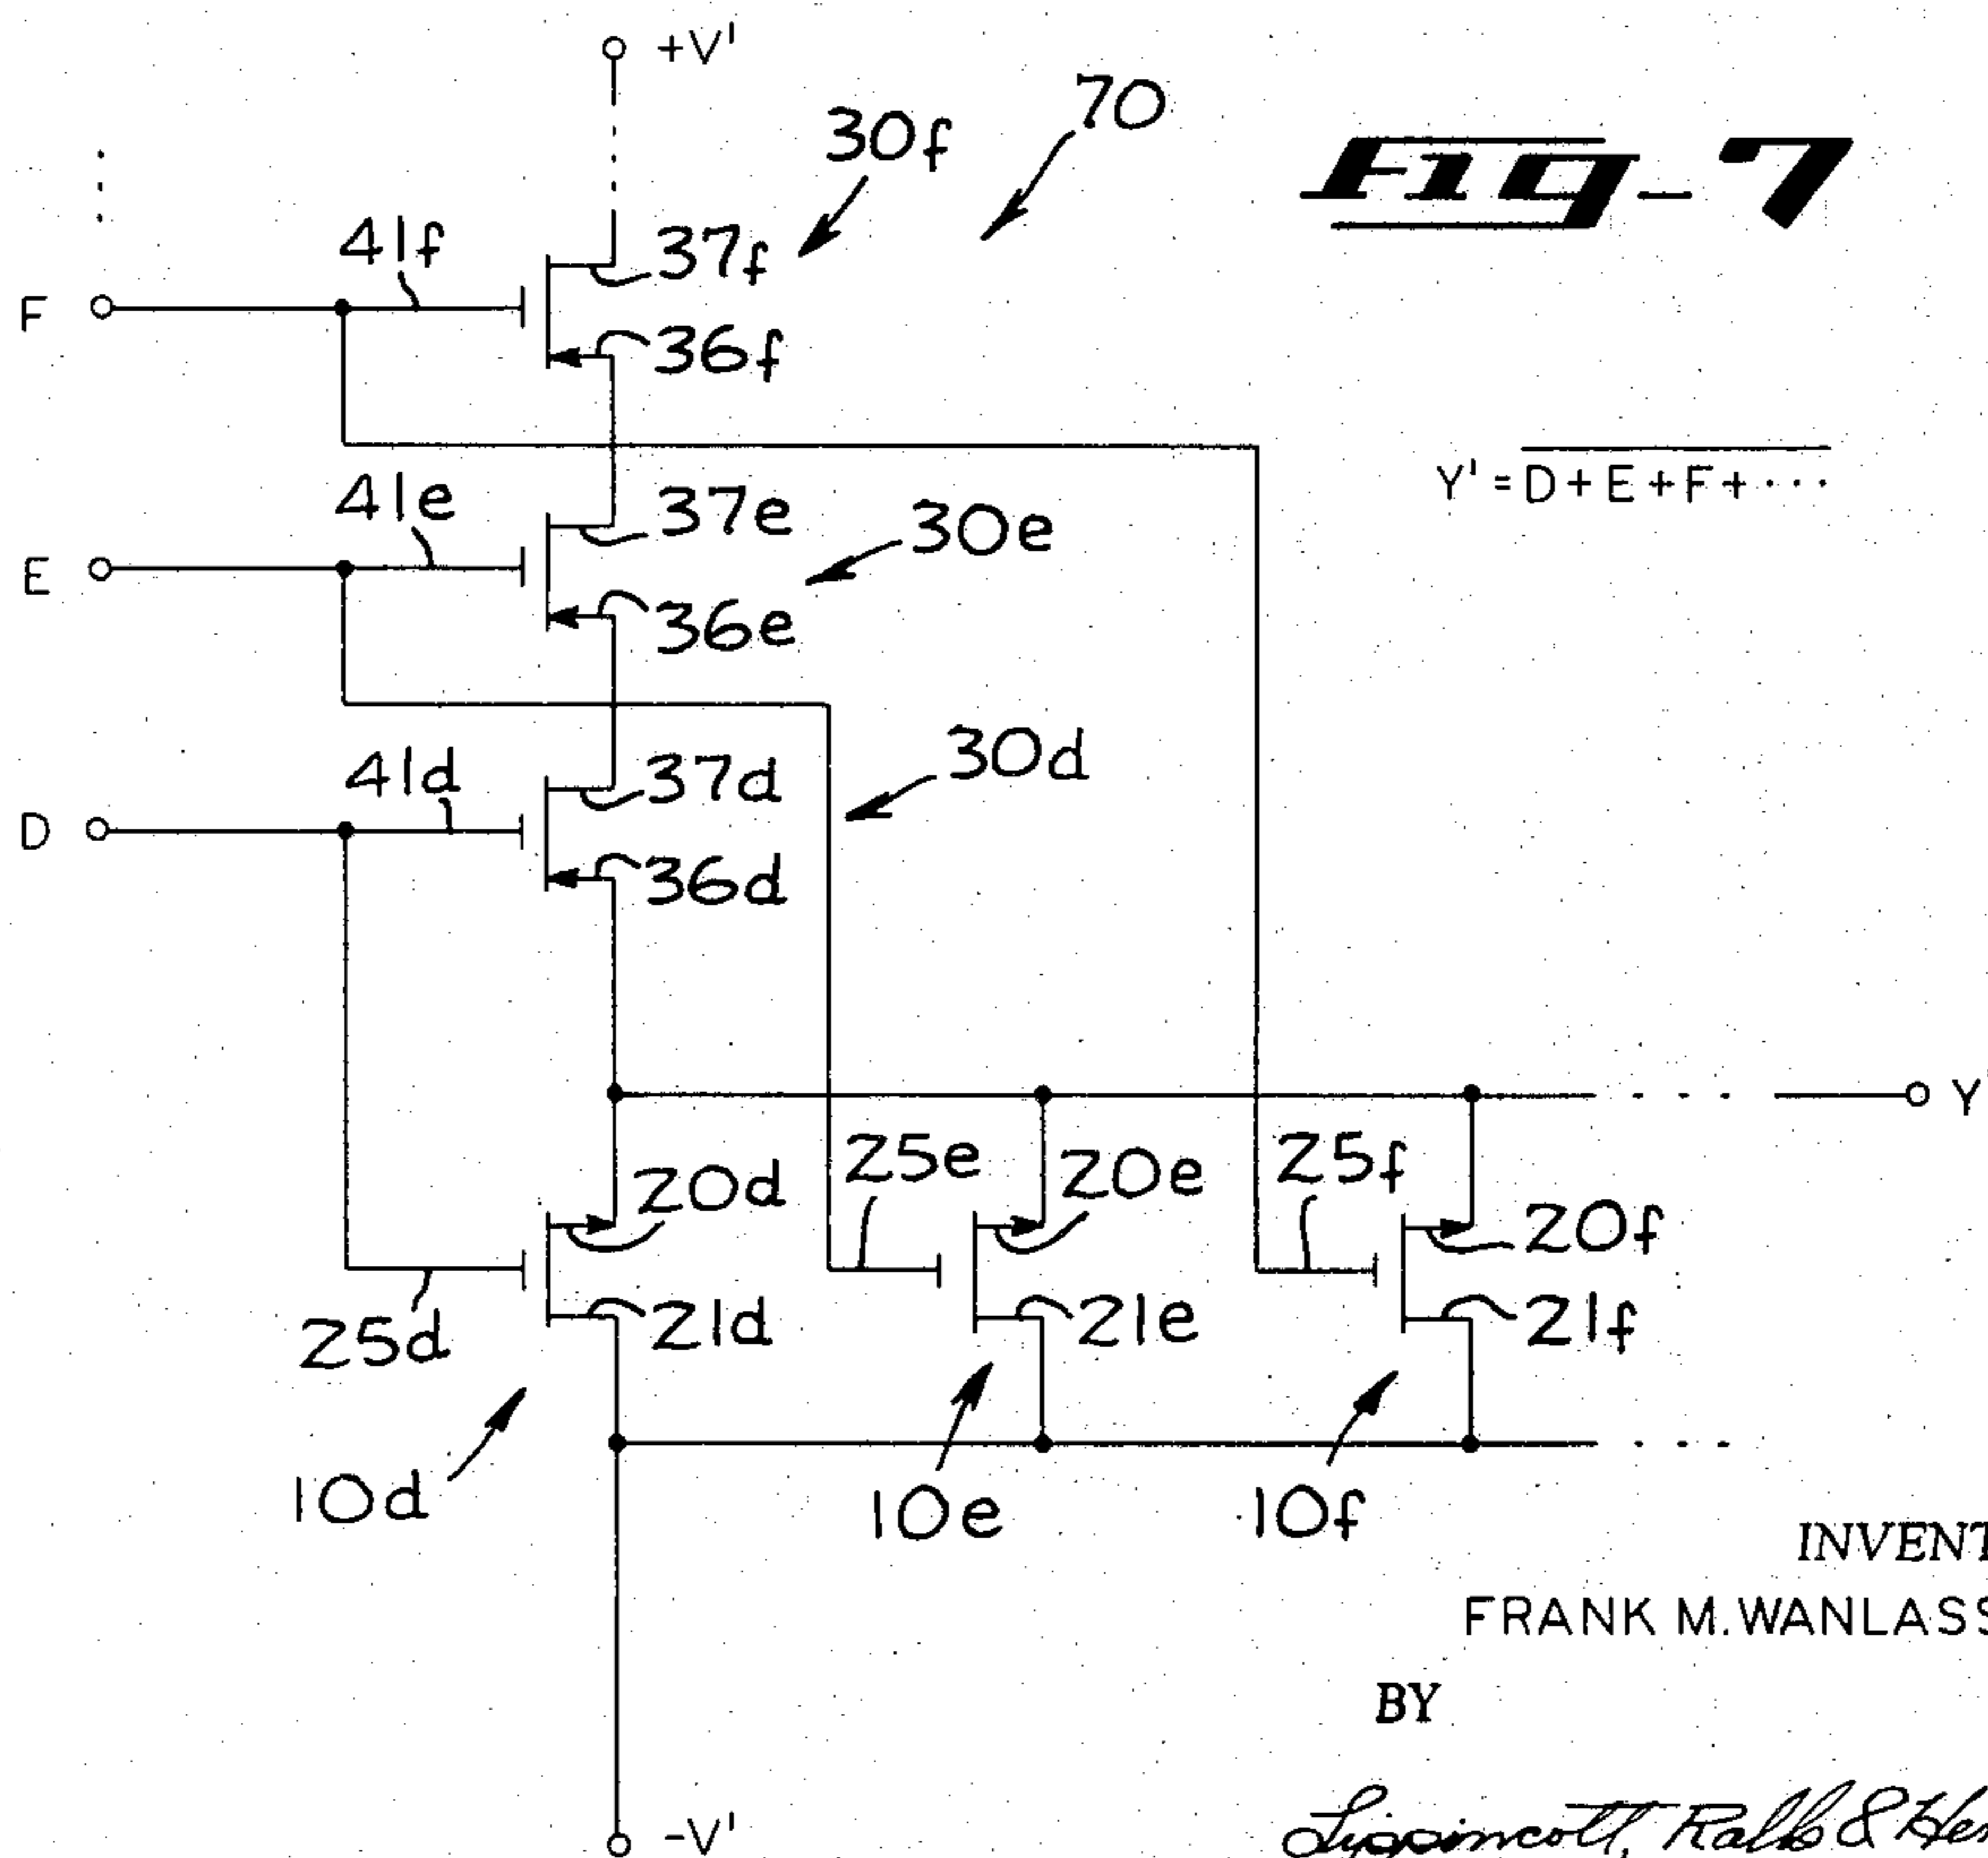 +V'
70
30f
Fig-7
41f
37f
F
36f
Y' = D+E+F+···
41e
37e
30e
E
36e
30d
41d
37d
D
36d
Y'
25e
25f
20d
20e
20f
21d
21e
21f
25d
10d
10e
10f
INVENT
FRANK M. WANLASS
BY
Lippincott, Ralls & Hen
-V'